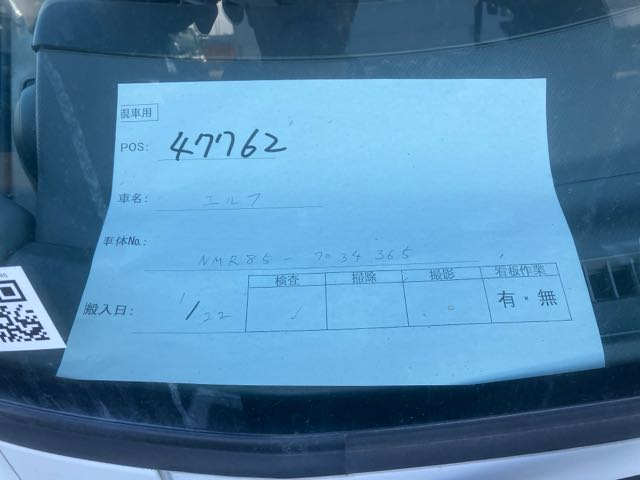 現車用
POS: 47762
車名: エルフ
車体No.: NMR85-7034365
検査 掃除 撮影 看板作業
搬入日: 1/22 ✓ 有・無